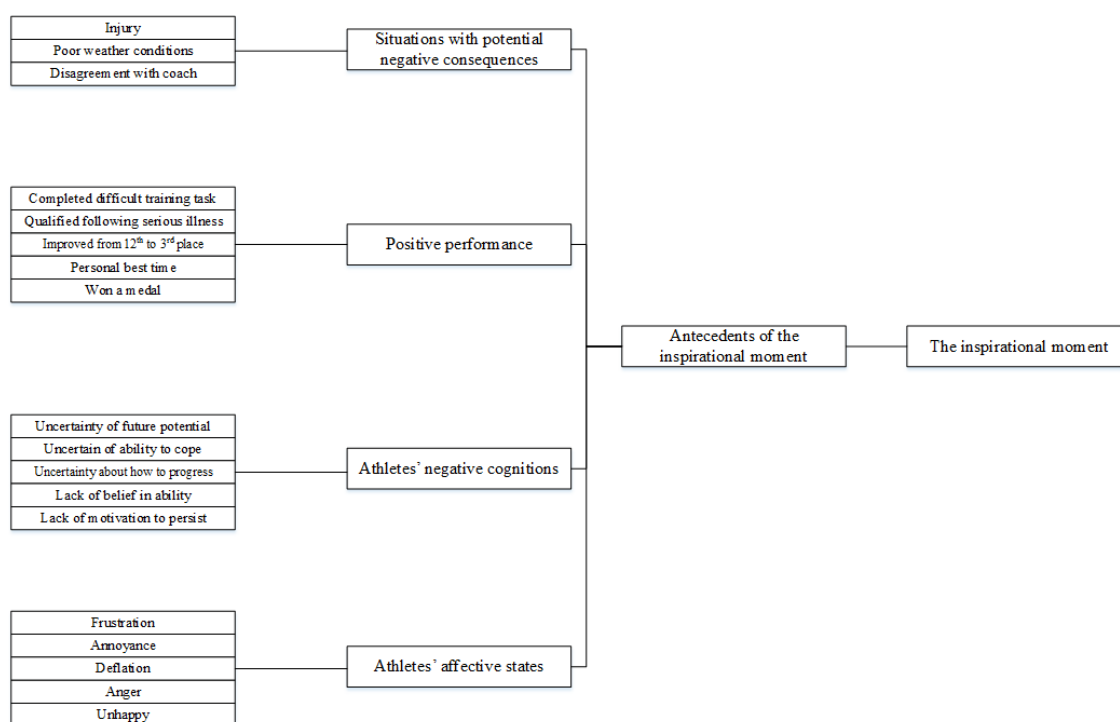 Injury
Poor weather conditions
Disagreement with coach
Situations with potential
negative consequences
Completed difficult training task
Qualified following serious illness
Improved from 12th to 3rd place
Personal best time
Won a medal
Positive performance
Antecedents of the
inspirational moment
The inspirational moment
Uncertainty of future potential
Uncertain of ability to cope
Uncertainty about how to progress
Lack of belief in ability
Lack of motivation to persist
Athletes' negative cognitions
Frustration
Annoyance
Deflation
Anger
Unhappy
Athletes' affective states